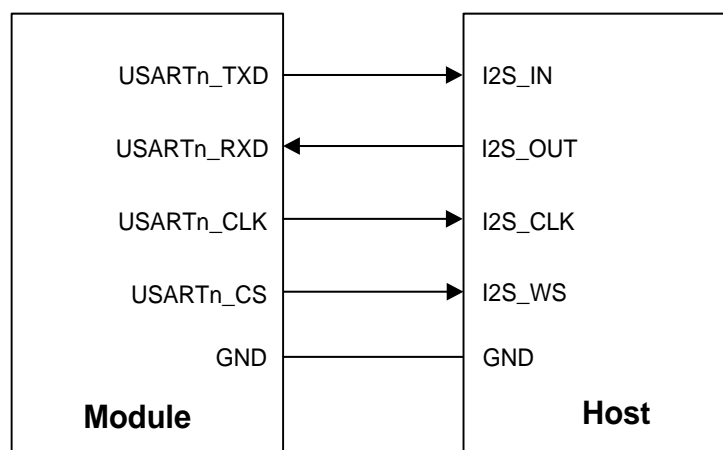 USARTn_TXD I2S_IN
USARTn_RXD I2S_OUT
USARTn_CLK I2S_CLK
USARTn_CS I2S_WS
GND GND
Module Host